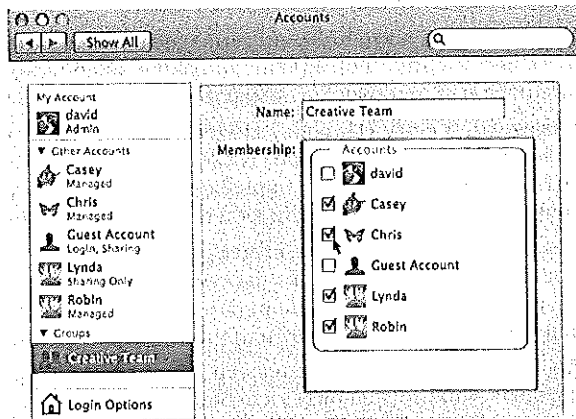 Accounts
Show All
My Account
david
Admin
Other Accounts
Casey
Managed
Chris
Managed
Guest Account
Login, Sharing
Lynda
Sharing Only
Robin
Managed
Groups
Creative Team
Login Options
Name: Creative Team
Membership: Accounts
david
Casey
Chris
Guest Account
Lynda
Robin